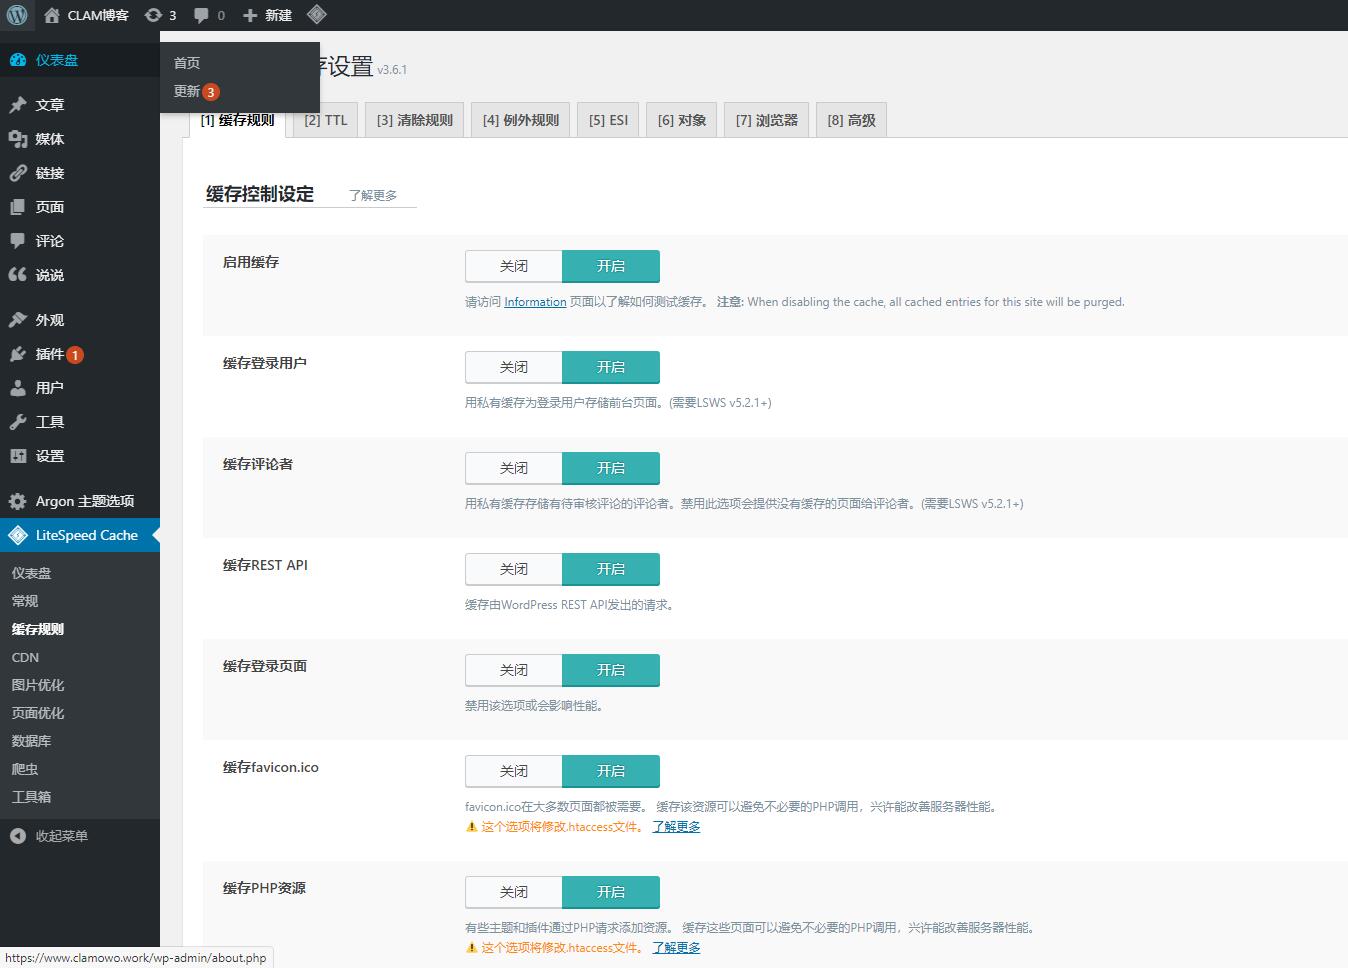 CLAM博客 3 0 新建
仪表盘
首页
更新 3
存设置 v3.6.1
[1] 缓存规则 [2] TTL [3] 清除规则 [4] 例外规则 [5] ESI [6] 对象 [7] 浏览器 [8] 高级
文章
媒体
链接
页面
评论
说说
外观
插件 1
用户
工具
设置
Argon 主题选项
LiteSpeed Cache
仪表盘
常规
缓存规则
CDN
图片优化
页面优化
数据库
爬虫
工具箱
收起菜单
缓存控制设定 了解更多
启用缓存
关闭 开启
请访问 Information 页面以了解如何测试缓存。 注意: When disabling the cache, all cached entries for this site will be purged.
缓存登录用户
关闭 开启
用私有缓存为登录用户存储前台页面。(需要LSWS v5.2.1+)
缓存评论者
关闭 开启
用私有缓存存储有待审核评论的评论者。禁用此选项会提供没有缓存的页面给评论者。(需要LSWS v5.2.1+)
缓存REST API
关闭 开启
缓存由WordPress REST API发出的请求。
缓存登录页面
关闭 开启
禁用该选项或会影响性能。
缓存favicon.ico
关闭 开启
favicon.ico在大多数页面都被需要。 缓存该资源可以避免不必要的PHP调用，兴许能改善服务器性能。
这个选项将修改.htaccess文件。 了解更多
缓存PHP资源
关闭 开启
有些主题和插件通过PHP请求添加资源。 缓存这些页面可以避免不必要的PHP调用，兴许能改善服务器性能。
这个选项将修改.htaccess文件。 了解更多
https://www.clamowo.work/wp-admin/about.php